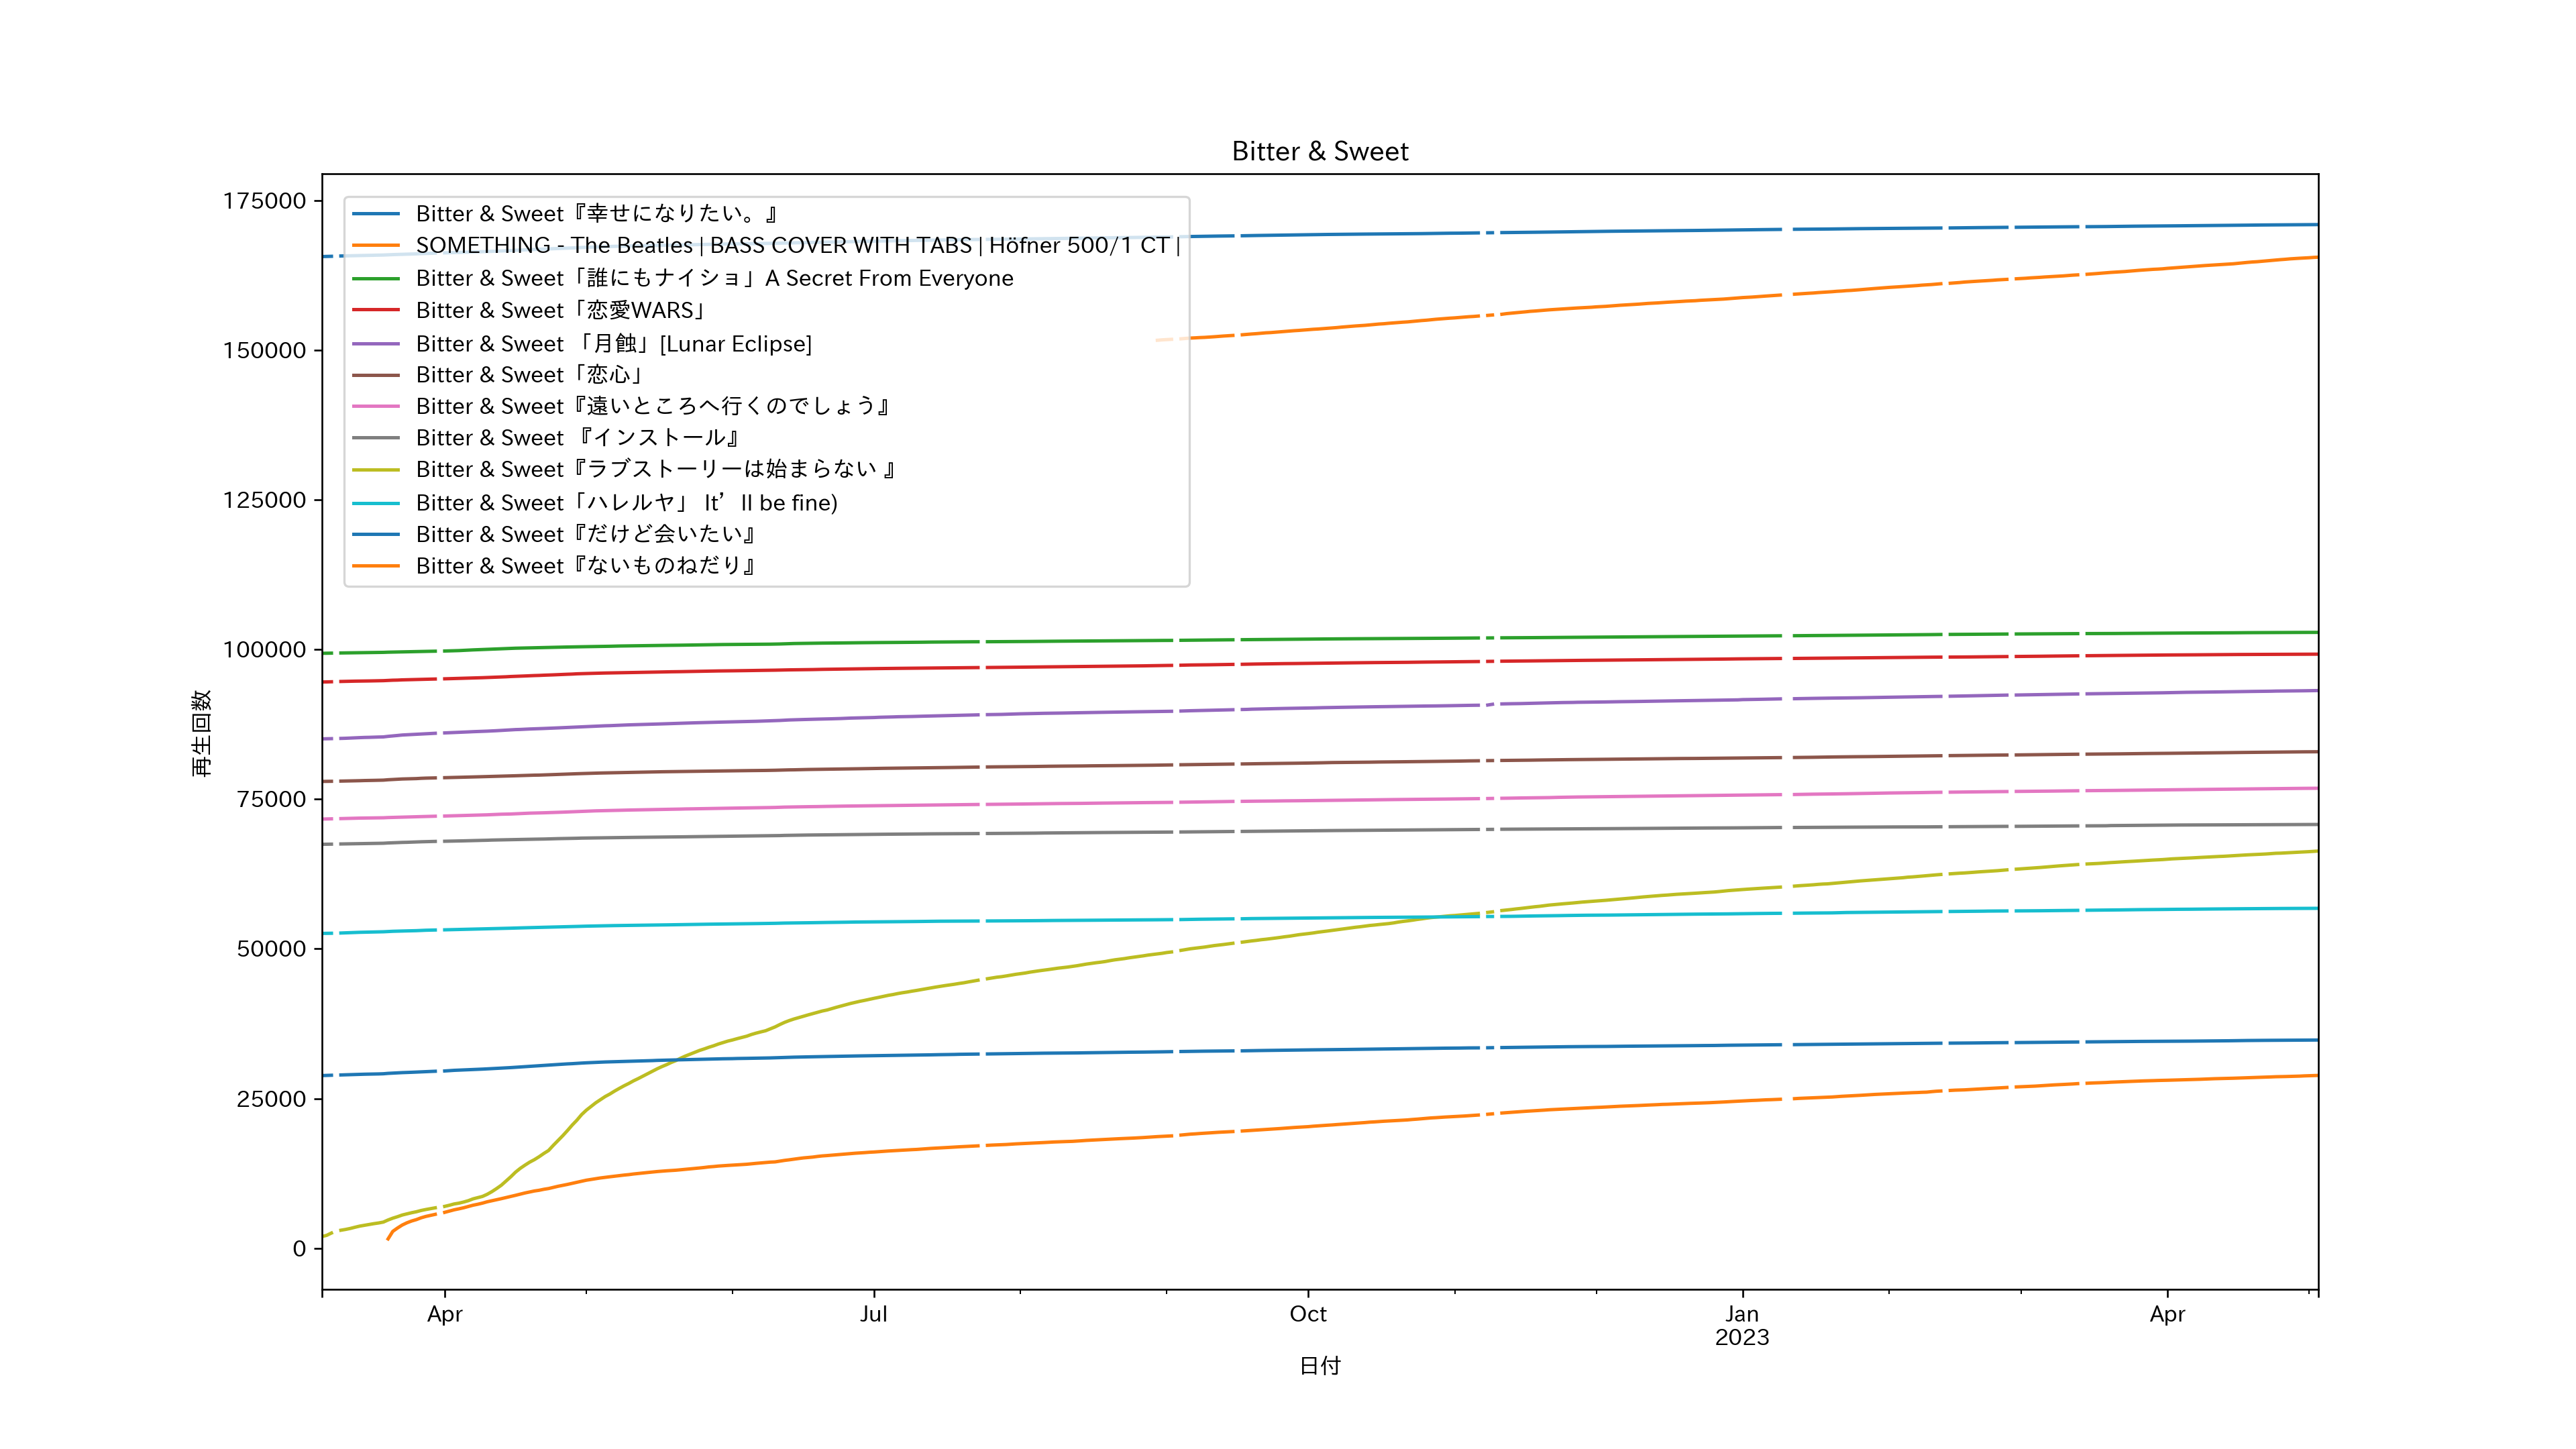 Bitter & Sweet
175000
150000
125000
100000
75000
50000
25000
0
再生回数
Bitter & Sweet『幸せになりたい。』
SOMETHING - The Beatles | BASS COVER WITH TABS | Höfner 500/1 CT |
Bitter & Sweet「誰にもナイショ」A Secret From Everyone
Bitter & Sweet「恋愛WARS」
Bitter & Sweet 「月蝕」[Lunar Eclipse]
Bitter & Sweet「恋心」
Bitter & Sweet『遠いところへ行くのでしょう』
Bitter & Sweet 『インストール』
Bitter & Sweet『ラブストーリーは始まらない 』
Bitter & Sweet「ハレルヤ」 It’ll be fine)
Bitter & Sweet『だけど会いたい』
Bitter & Sweet『ないものねだり』
Apr
Jul
Oct
Jan
2023
Apr
日付